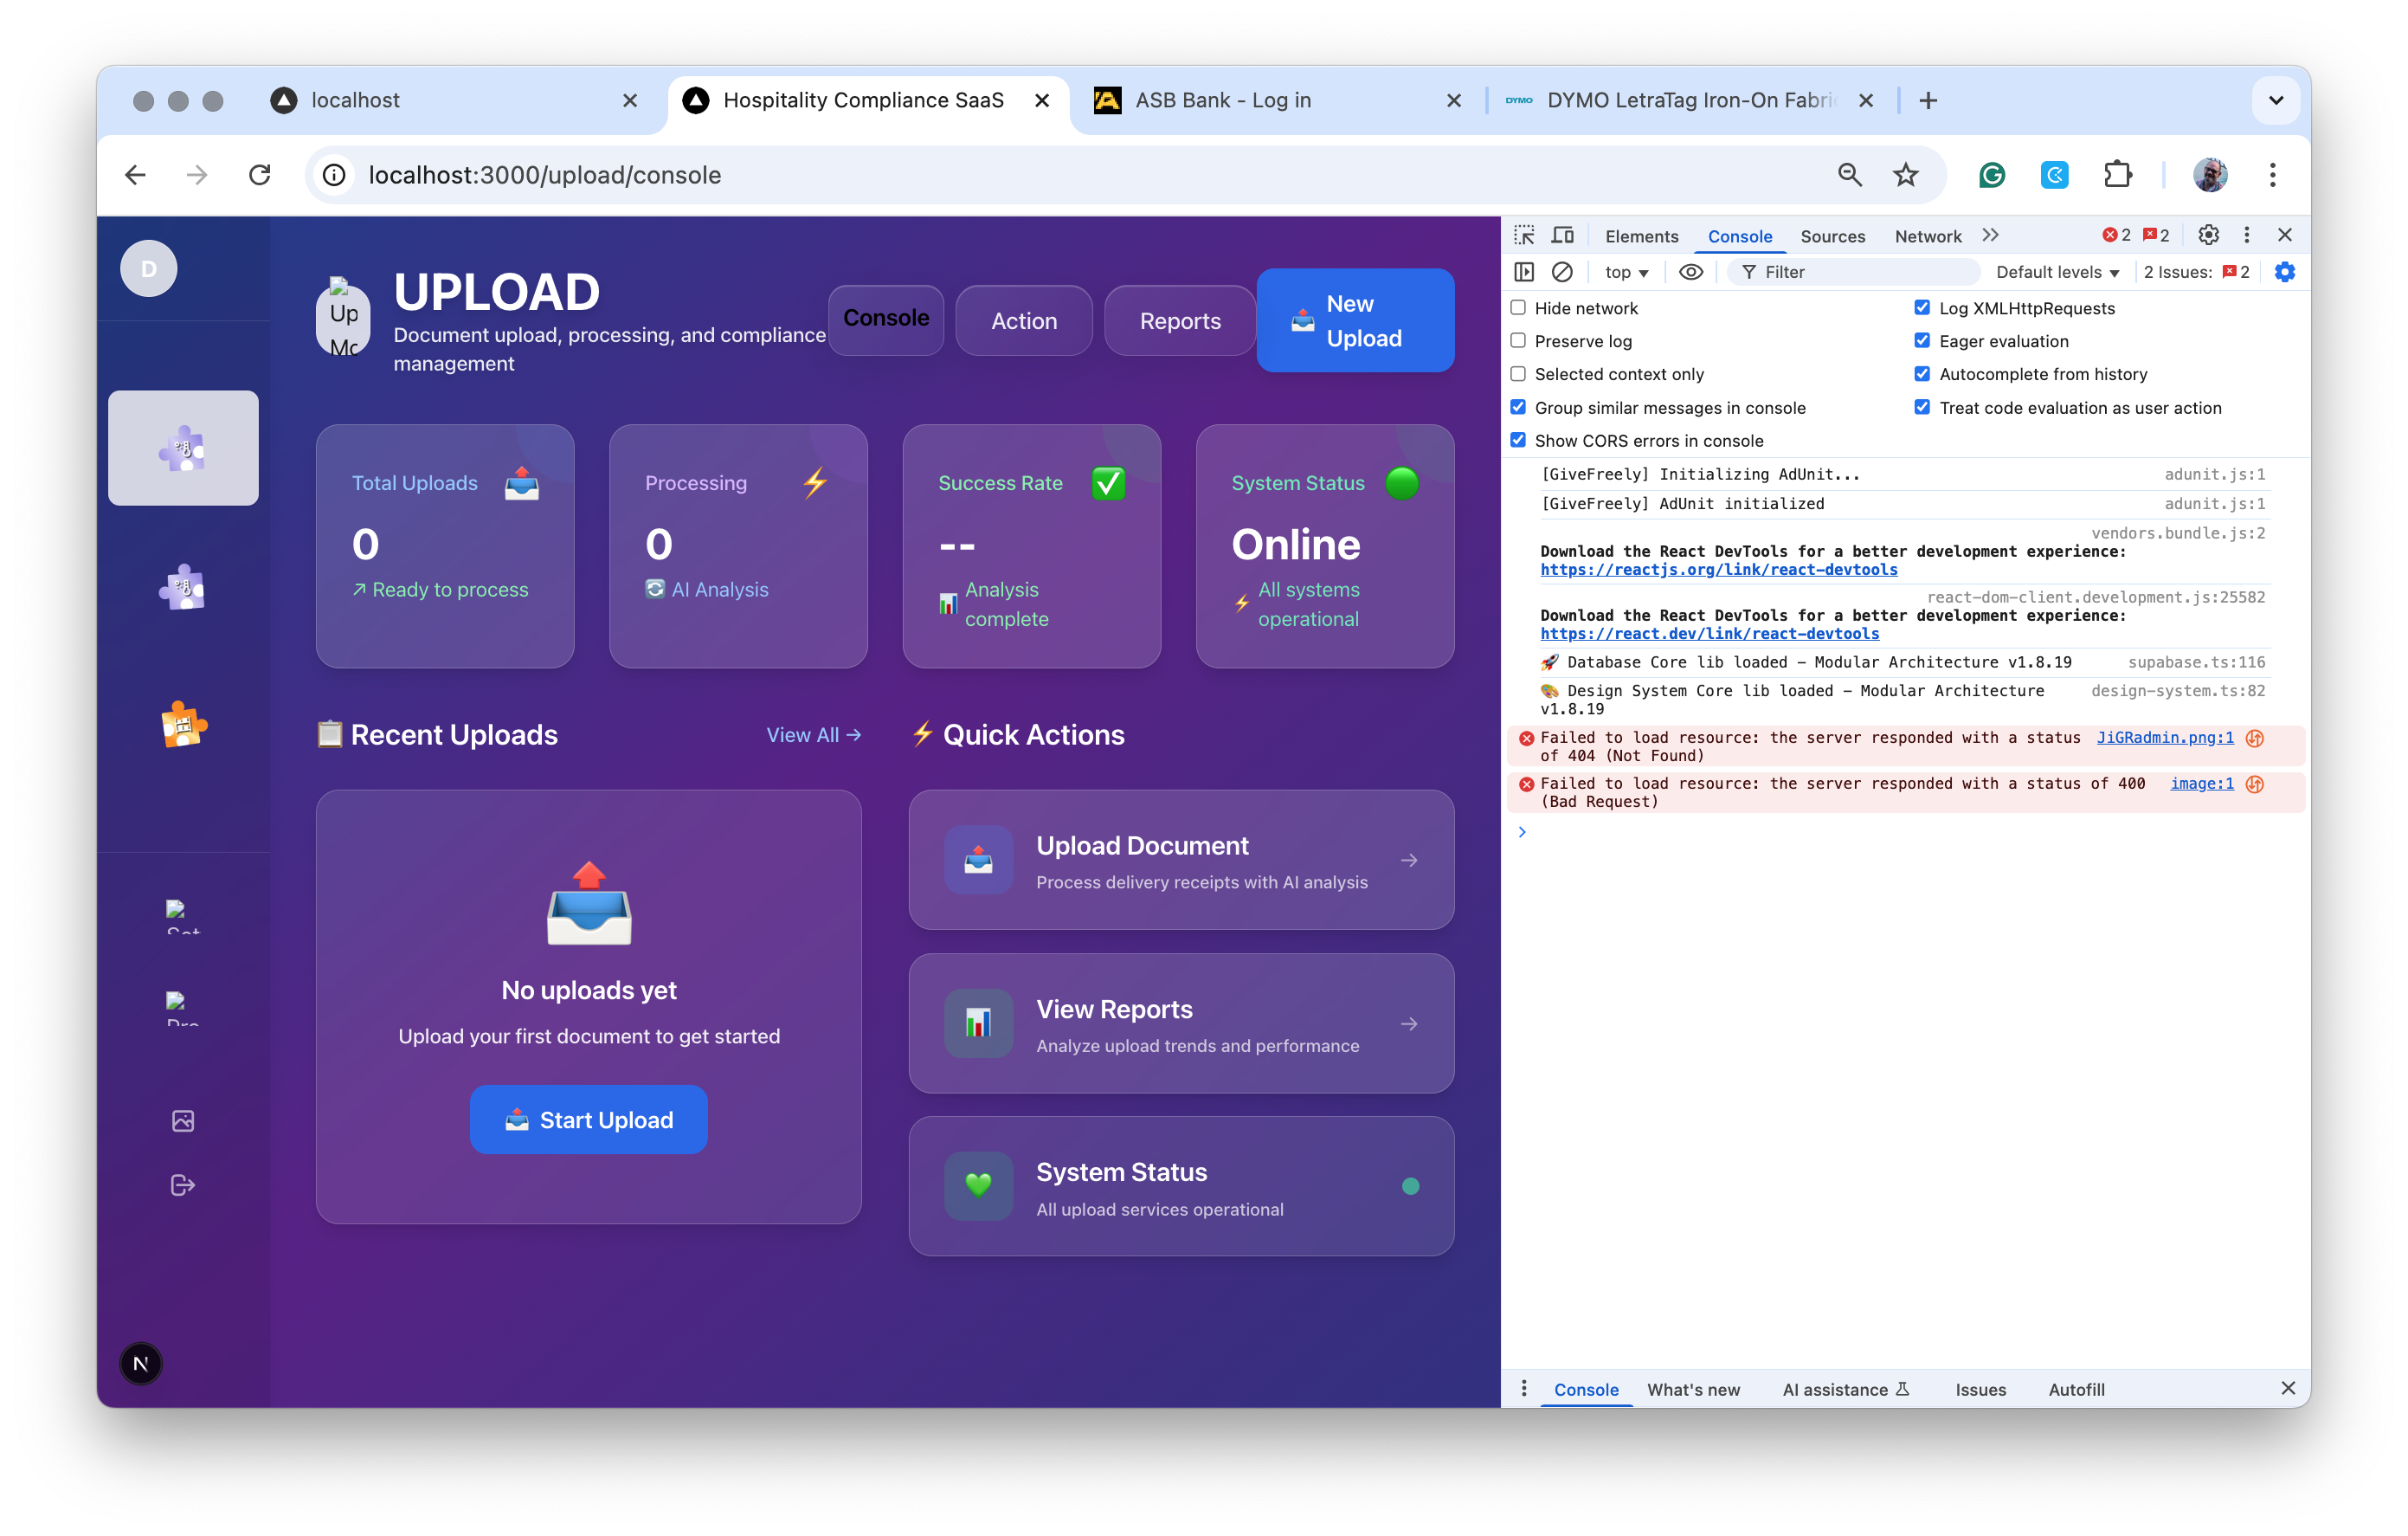 localhost
Hospitality Compliance SaaS
ASB Bank - Log in
DYMO
DYMO LetraTag Iron-On Fabri
localhost:3000/upload/console
D
Up
Mo
UPLOAD
Document upload, processing, and compliance
management
Console
Action
Reports
New
Upload
Total Uploads
0
↗ Ready to process
Processing
0
AI Analysis
Success Rate
--
Analysis
complete
System Status
Online
All systems
operational
Recent Uploads
View All →
Quick Actions
No uploads yet
Upload your first document to get started
Start Upload
Upload Document
Process delivery receipts with AI analysis
→
View Reports
Analyze upload trends and performance
→
System Status
All upload services operational
N
Elements
Console
Sources
Network
2
2
top
Filter
Default levels
2 Issues:
2
Hide network
Log XMLHttpRequests
Preserve log
Eager evaluation
Selected context only
Autocomplete from history
Group similar messages in console
Treat code evaluation as user action
Show CORS errors in console
[GiveFreely] Initializing AdUnit... adunit.js:1
[GiveFreely] AdUnit initialized adunit.js:1
vendors.bundle.js:2
Download the React DevTools for a better development experience:
https://reactjs.org/link/react-devtools
react-dom-client.development.js:25582
Download the React DevTools for a better development experience:
https://react.dev/link/react-devtools
🚀 Database Core lib loaded – Modular Architecture v1.8.19 supabase.ts:116
🎨 Design System Core lib loaded – Modular Architecture design-system.ts:82
v1.8.19
Failed to load resource: the server responded with a status JiGRadmin.png:1
of 404 (Not Found)
Failed to load resource: the server responded with a status of 400 image:1
(Bad Request)
Console
What's new
AI assistance
Issues
Autofill